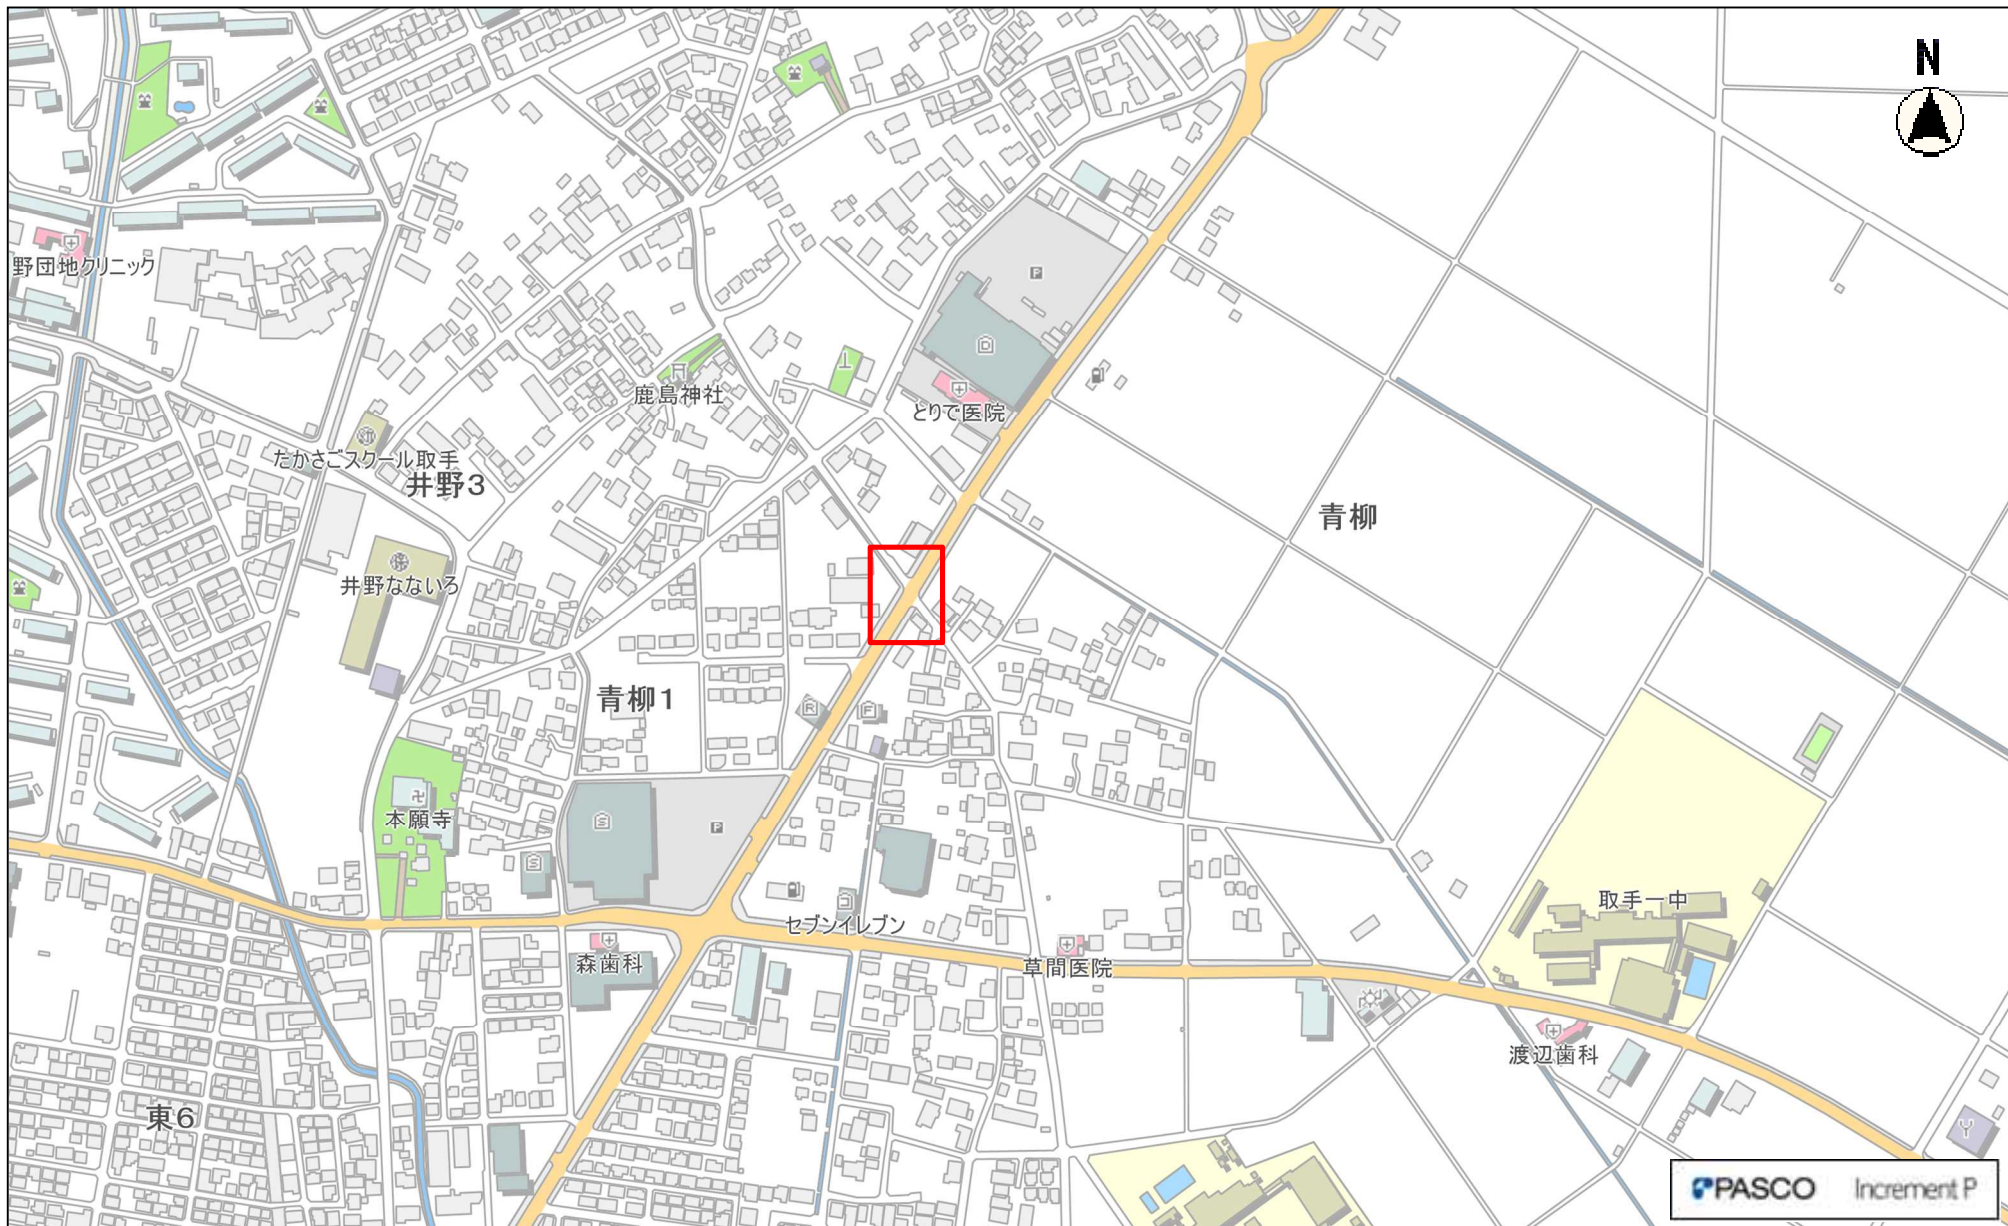 N
野団地クリニック
鹿島神社
とりで医院
たかさごスクール取手
井野3
青柳
井野なないろ
青柳1
本願寺
取手一中
セブンイレブン
森歯科
草間医院
渡辺歯科
東6
PASCO Increment P